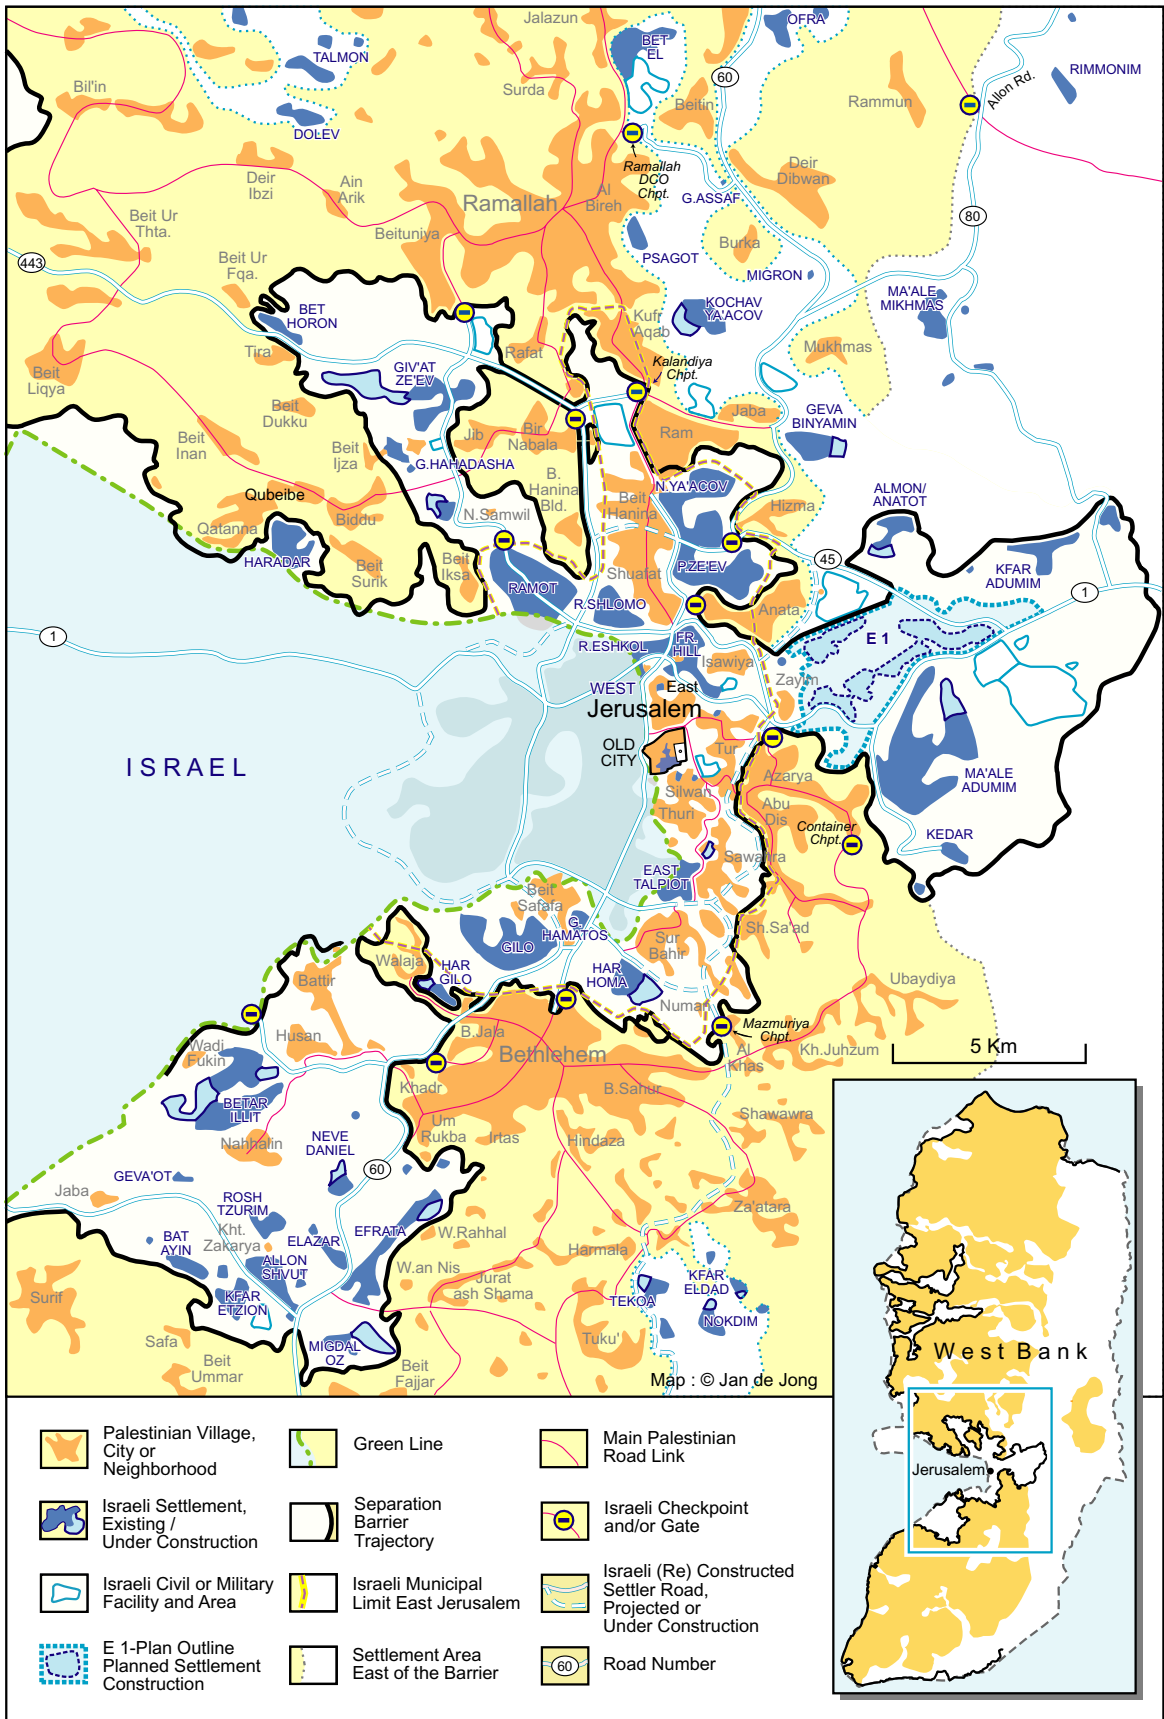 Jalazun
OFRA
TALMON
BET
EL
Bil'in
Surda
60
Beitin
Rammun
Allon Rd.
RIMMONIM
DOLEV
Ramallah
DCO
Chpt.
Deir
Dibwan
Deir
Ibzi
Ain
Arik
Ramallah
Al
Bireh
G.ASSAF
Beit Ur
Thta.
Beituniya
Burka
80
443
Beit Ur
Fqa.
PSAGOT
MIGRON
BET
HORON
KOCHAV
YA'ACOV
MA'ALE
MIKHMAS
Kufr
Aqab
Tira
Rafat
Mukhmas
Beit
Liqya
GIV'AT
ZE'EV
Kalandiya
Chpt.
Beit
Dukku
Jaba
GEVA
BINYAMIN
Beit
Inan
Beit
Ijza
Jib
Bir
Nabala
Ram
G.HAHADASHA
B.
Hanina
Bld.
N.YA'ACOV
ALMON/
ANATOT
Qubeibe
Beit
Hanina
Qatanna
Biddu
N.Samwil
Hizma
HARADAR
Beit
Surik
Beit
Iksa
RAMOT
Shuafat
P.ZE'EV
45
KFAR
ADUMIM
1
R.SHLOMO
Anata
1
R.ESHKOL
FR.
HILL
E 1
Isawiya
WEST
East
Zayim
Jerusalem
OLD
CITY
Tur
ISRAEL
Azarya
MA'ALE
ADUMIM
Silwan
Thuri
Abu
Dis
Container
Chpt.
KEDAR
Sawahra
EAST
TALPIOT
Beit
Safafa
G.
HAMATOS
Sh.Sa'ad
GILO
Sur
Bahir
Walaja
HAR
GILO
HAR
HOMA
Battir
Ubaydiya
Numan
Husan
B.Jala
Mazmuriya
Chpt.
Wadi
Fukin
Bethlehem
Al
Khas
Kh.Juhzum
5 Km
Khadr
B.Sahur
BETAR
ILLIT
Um
Rukba
Irtas
Hindaza
Shawawra
Nahhalin
NEVE
DANIEL
GEVA'OT
60
Jaba
ROSH
TZURIM
Za'atara
BAT
AYIN
Kht.
Zakarya
ELAZAR
EFRATA
W.Rahhal
Harmala
ALLON
SHVUT
W.an Nis
Surif
KFAR
ETZION
Jurat
ash Shama
TEKOA
KFAR
ELDAD
NOKDIM
Safa
MIGDAL
OZ
Tuku'
Beit
Ummar
Beit
Fajjar
Map : © Jan de Jong
West Bank
Jerusalem
Palestinian Village,
City or
Neighborhood
Green Line
Main Palestinian
Road Link
Israeli Settlement,
Existing /
Under Construction
Separation
Barrier
Trajectory
Israeli Checkpoint
and/or Gate
Israeli Civil or Military
Facility and Area
Israeli Municipal
Limit East Jerusalem
Israeli (Re) Constructed
Settler Road,
Projected or
Under Construction
E 1-Plan Outline
Planned Settlement
Construction
Settlement Area
East of the Barrier
60
Road Number